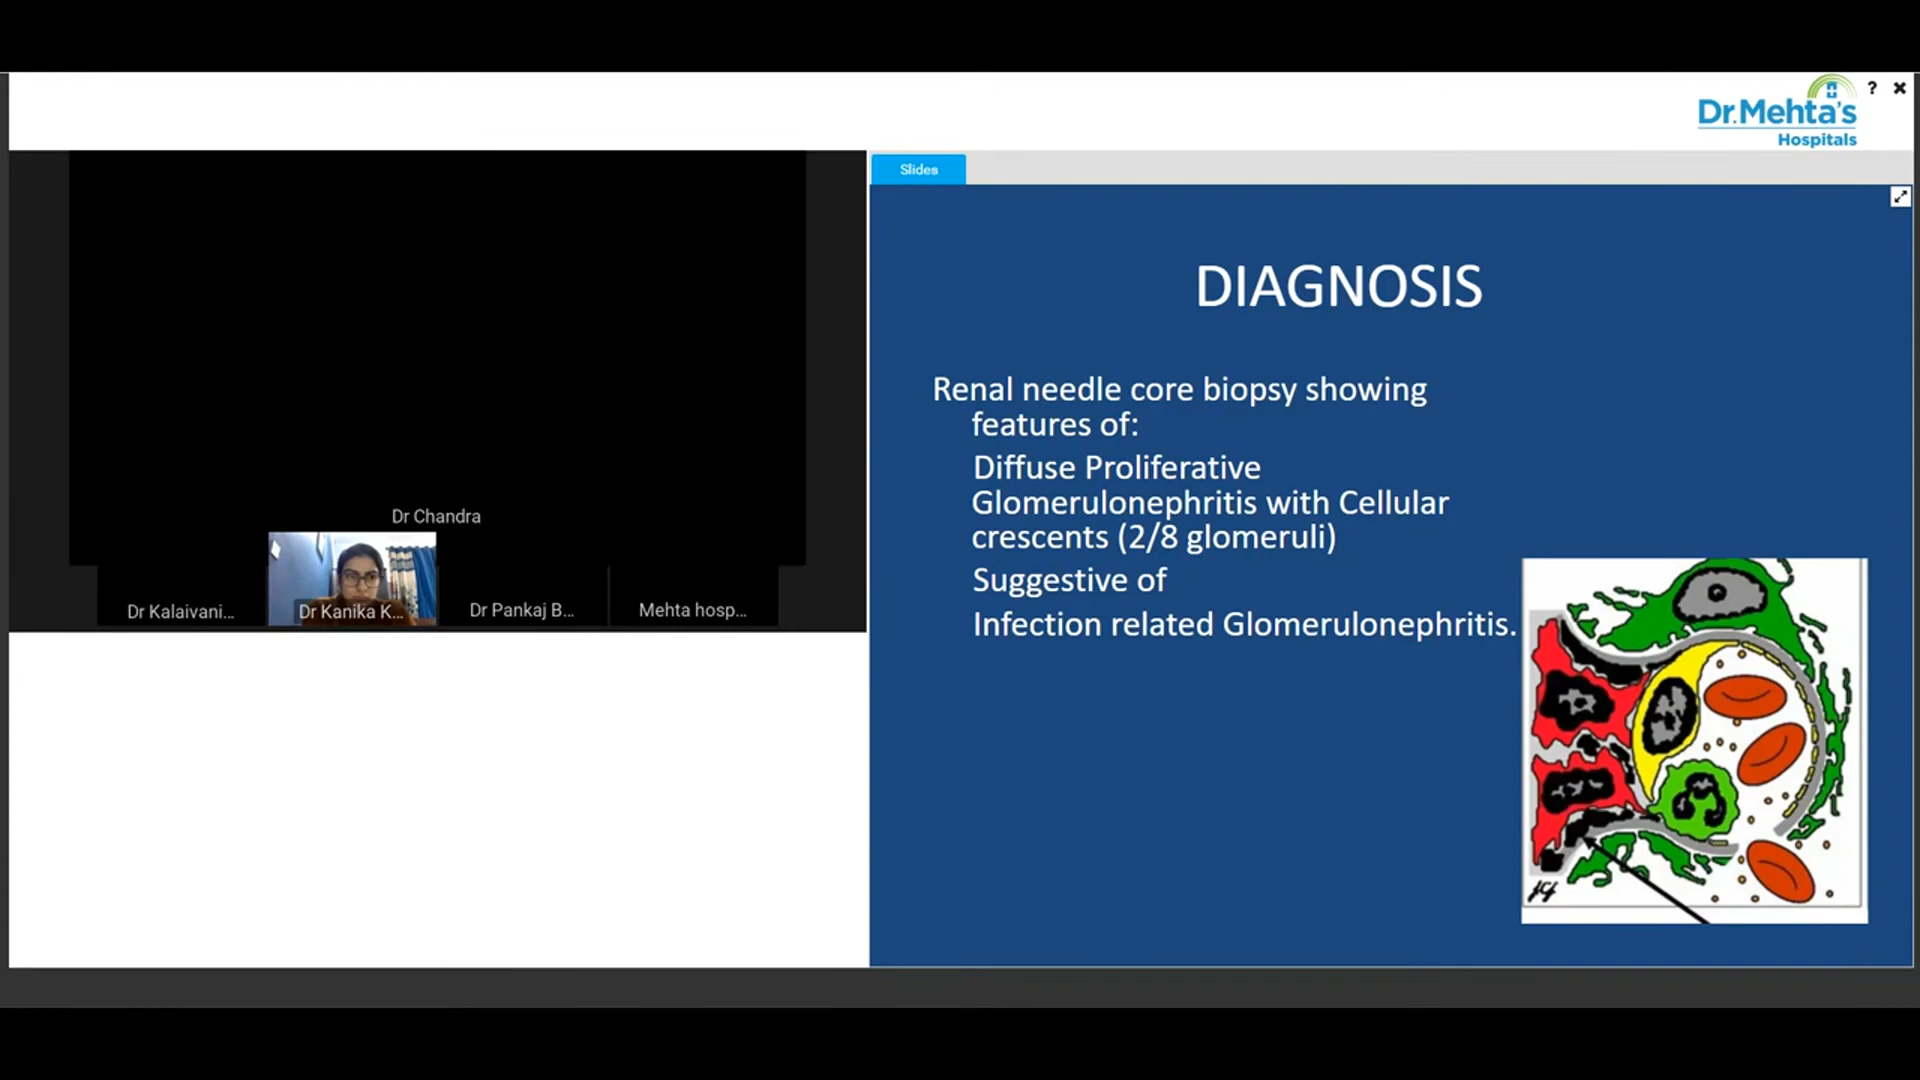 Dr.Mehta's
Hospitals
?
Slides
DIAGNOSIS
Renal needle core biopsy showing
features of:
Diffuse Proliferative
Glomerulonephritis with Cellular
crescents (2/8 glomeruli)
Suggestive of
Infection related Glomerulonephritis.
Dr Chandra
Dr Kalaivani...
Dr Kanika K...
Dr Pankaj B...
Mehta hosp...